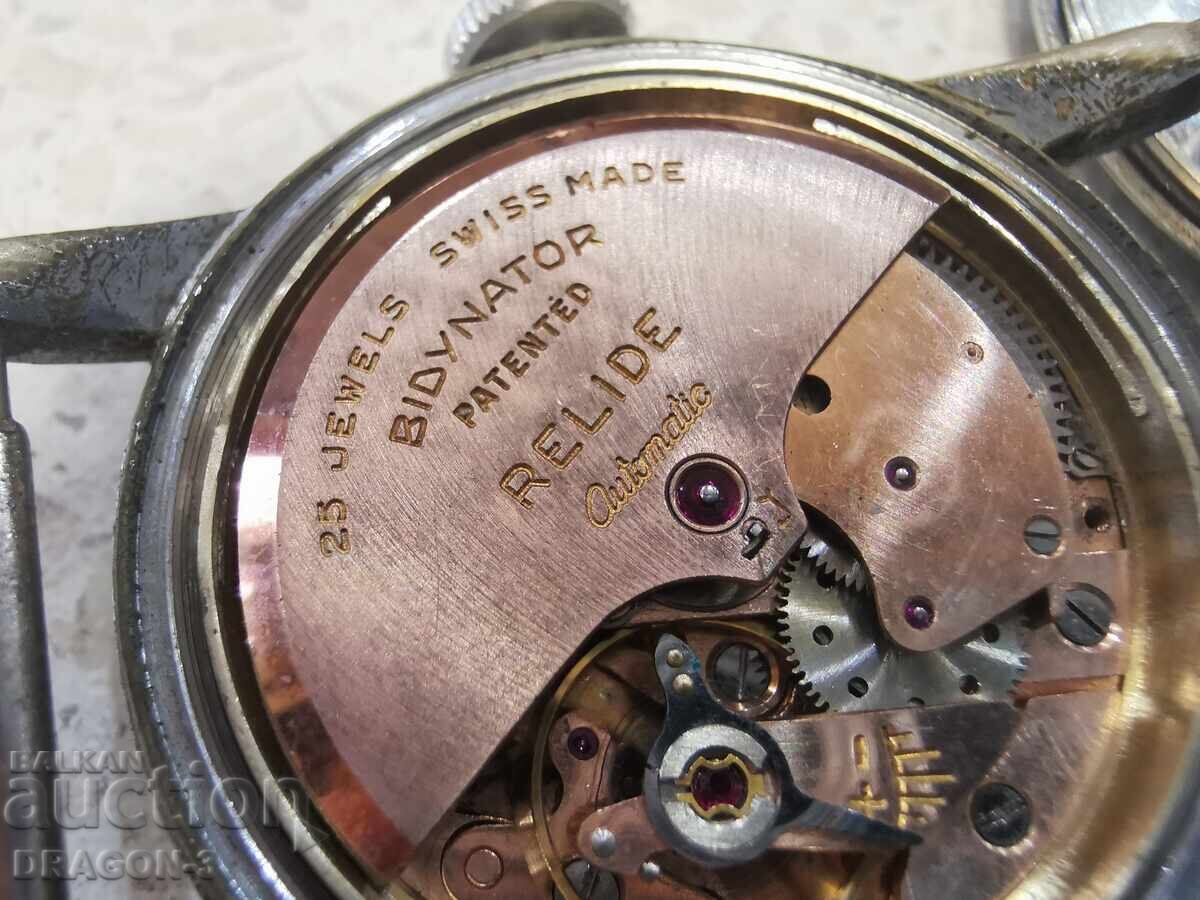 25 JEWELS SWISS MADE
BIDYNATOR
PATENTED
RELIDE
Automatic
+
-
BALKAN
auction
DRAGON-3